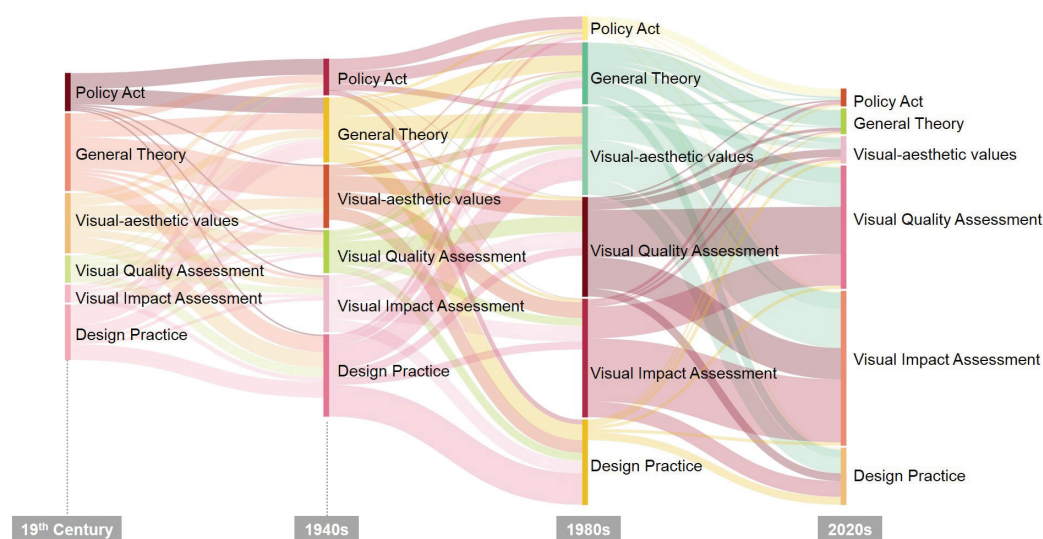 Policy Act
General Theory
Visual-aesthetic values
Visual Quality Assessment
Visual Impact Assessment
Design Practice
19th Century
Policy Act
General Theory
Visual-aesthetic values
Visual Quality Assessment
Visual Impact Assessment
Design Practice
1940s
Policy Act
General Theory
Visual-aesthetic values
Visual Quality Assessment
Visual Impact Assessment
Design Practice
1980s
Policy Act
General Theory
Visual-aesthetic values
Visual Quality Assessment
Visual Impact Assessment
Design Practice
2020s